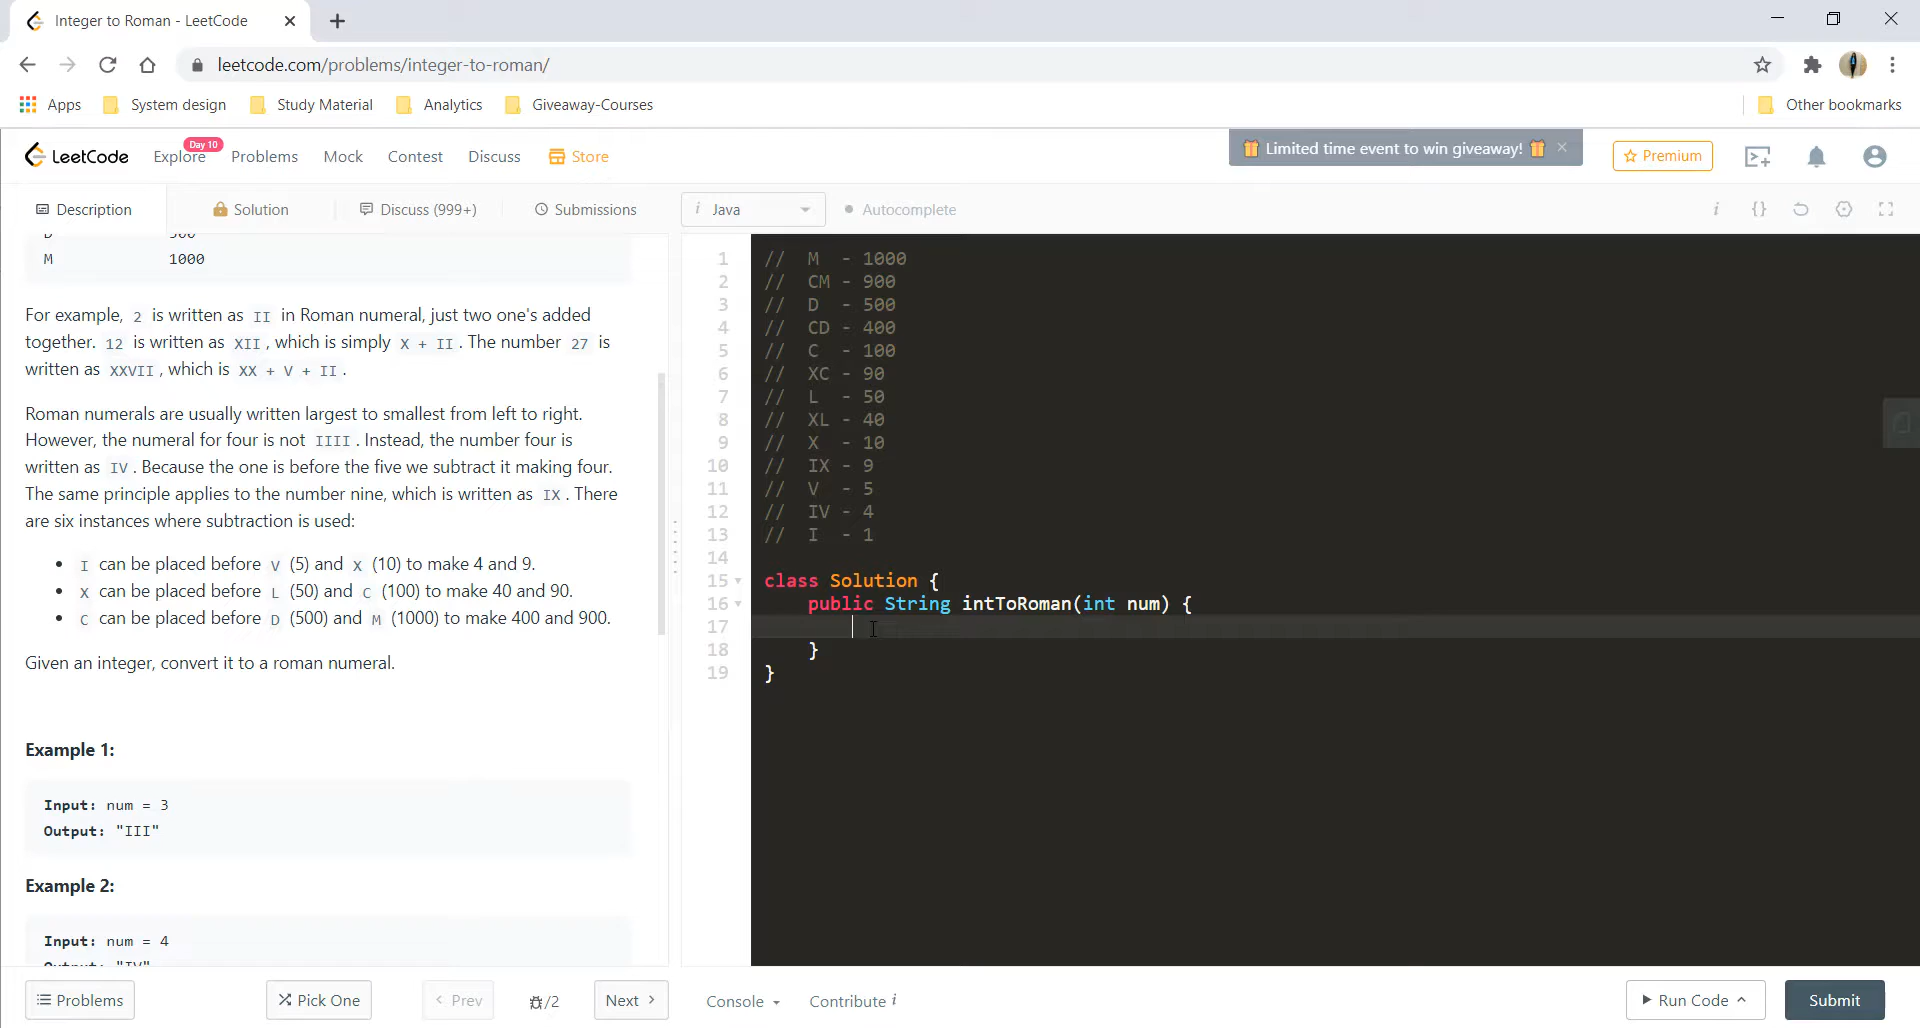 Integer to Roman - LeetCode
leetcode.com/problems/integer-to-roman/
Apps System design Study Material Analytics Giveaway-Courses Other bookmarks
LeetCode Explore Day 10 Problems Mock Contest Discuss Store Limited time event to win giveaway! Premium
Description Solution Discuss (999+) Submissions i Java Autocomplete i {}
M 1000
For example, 2 is written as II in Roman numeral, just two one's added
together. 12 is written as XII, which is simply X + II. The number 27 is
written as XXVII, which is XX + V + II.
Roman numerals are usually written largest to smallest from left to right.
However, the numeral for four is not IIII. Instead, the number four is
written as IV. Because the one is before the five we subtract it making four.
The same principle applies to the number nine, which is written as IX. There
are six instances where subtraction is used:
• I can be placed before V (5) and X (10) to make 4 and 9.
• X can be placed before L (50) and C (100) to make 40 and 90.
• C can be placed before D (500) and M (1000) to make 400 and 900.
Given an integer, convert it to a roman numeral.
Example 1:
Input: num = 3
Output: "III"
Example 2:
Input: num = 4
1 // M - 1000
2 // CM - 900
3 // D - 500
4 // CD - 400
5 // C - 100
6 // XC - 90
7 // L - 50
8 // XL - 40
9 // X - 10
10 // IX - 9
11 // V - 5
12 // IV - 4
13 // I - 1
14
15 class Solution {
16 public String intToRoman(int num) {
17
18 }
19 }
Problems Pick One Prev /2 Next Console Contribute i Run Code Submit